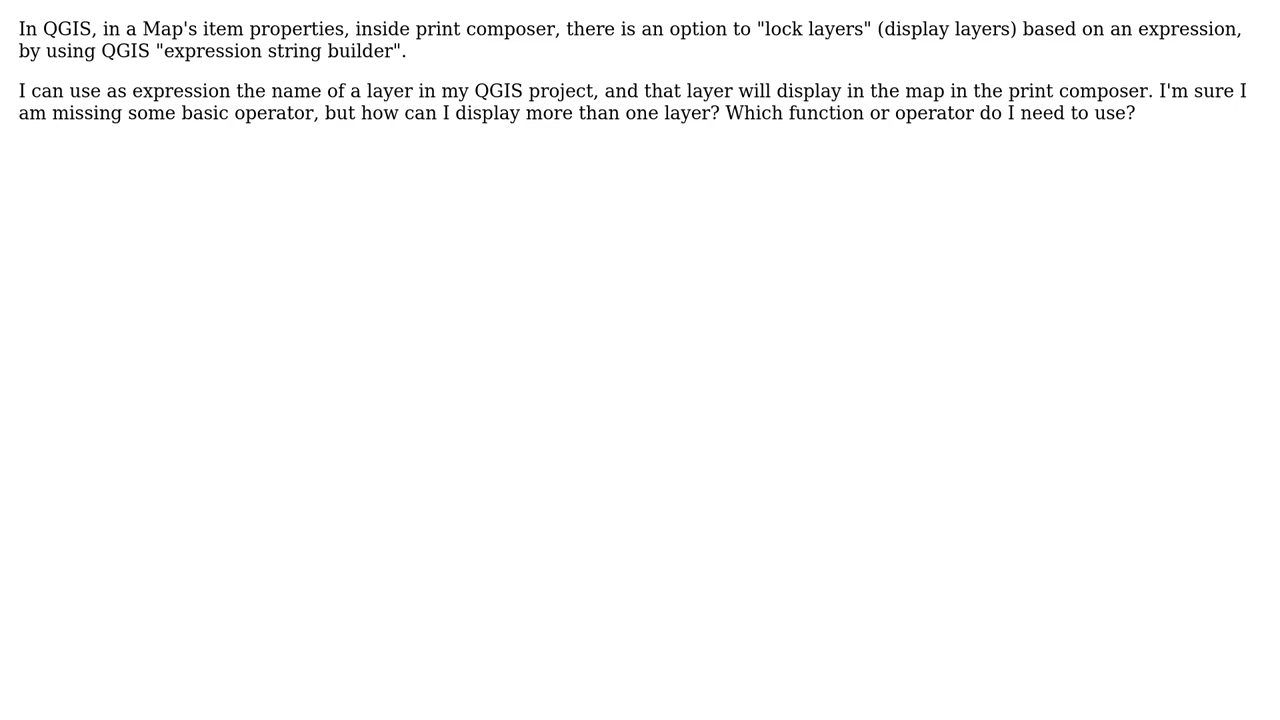 In QGIS, in a Map's item properties, inside print composer, there is an option to "lock layers" (display layers) based on an expression,
by using QGIS "expression string builder".
I can use as expression the name of a layer in my QGIS project, and that layer will display in the map in the print composer. I'm sure I
am missing some basic operator, but how can I display more than one layer? Which function or operator do I need to use?